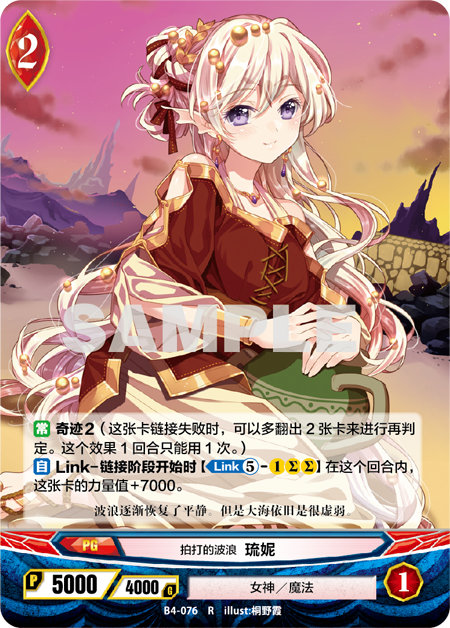 2
SAMPLE
常 奇迹2（这张卡链接失败时，可以多翻出2张卡来进行再判
定。这个效果1回合只能用1次。）
自 Link-链接阶段开始时【Link 5-1ΣΣ】在这个回合内，
这张卡的力量值+7000。
波浪逐渐恢复了平静　但是大海依旧是很虚弱
PG
拍打的波浪 琉妮
P 5000 / 4000 G
女神／魔法
1
B4-076 R illust:桐野霞